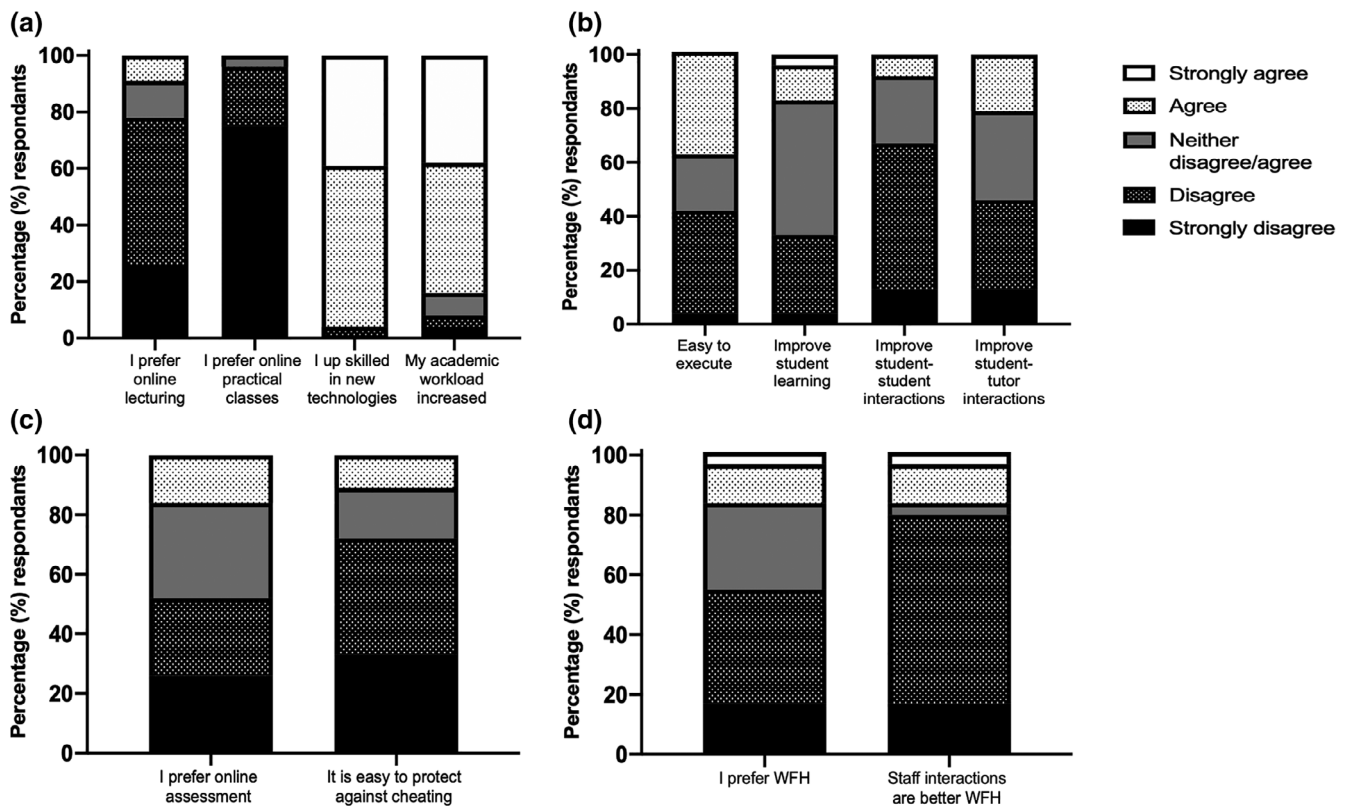 (a)
Percentage (%) respondants
100
80
60
40
20
0
I prefer
online
lecturing
I prefer online
practical
classes
I up skilled
in new
technologies
My academic
workload
increased
(b)
Percentage (%) respondants
100
80
60
40
20
0
Easy to
execute
Improve
student
learning
Improve
student-
student
interactions
Improve
student-
tutor
interactions
Strongly agree
Agree
Neither
disagree/agree
Disagree
Strongly disagree
(c)
Percentage (%) respondants
100
80
60
40
20
0
I prefer online
assessment
It is easy to protect
against cheating
(d)
Percentage (%) respondants
100
80
60
40
20
0
I prefer WFH
Staff interactions
are better WFH